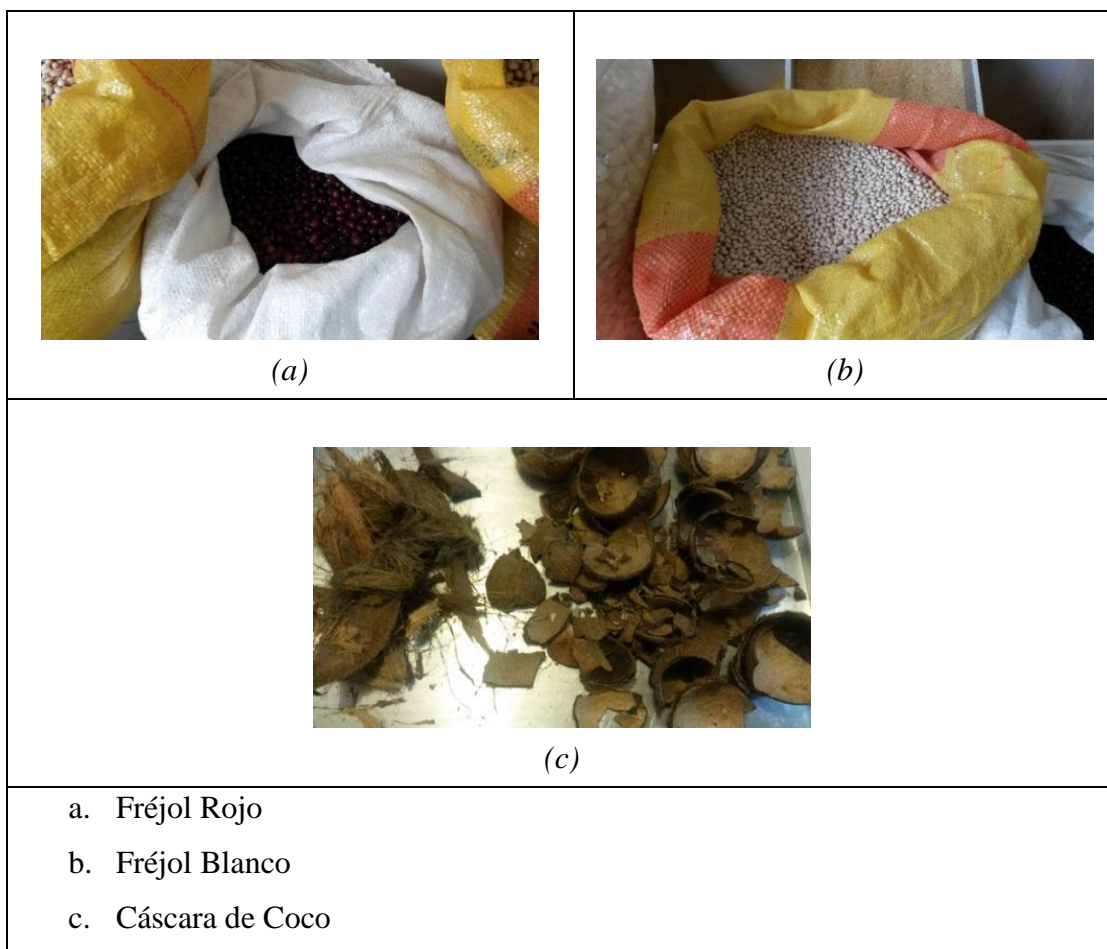 (a)
(b)
(c)
a. Fréjol Rojo
b. Fréjol Blanco
c. Cáscara de Coco